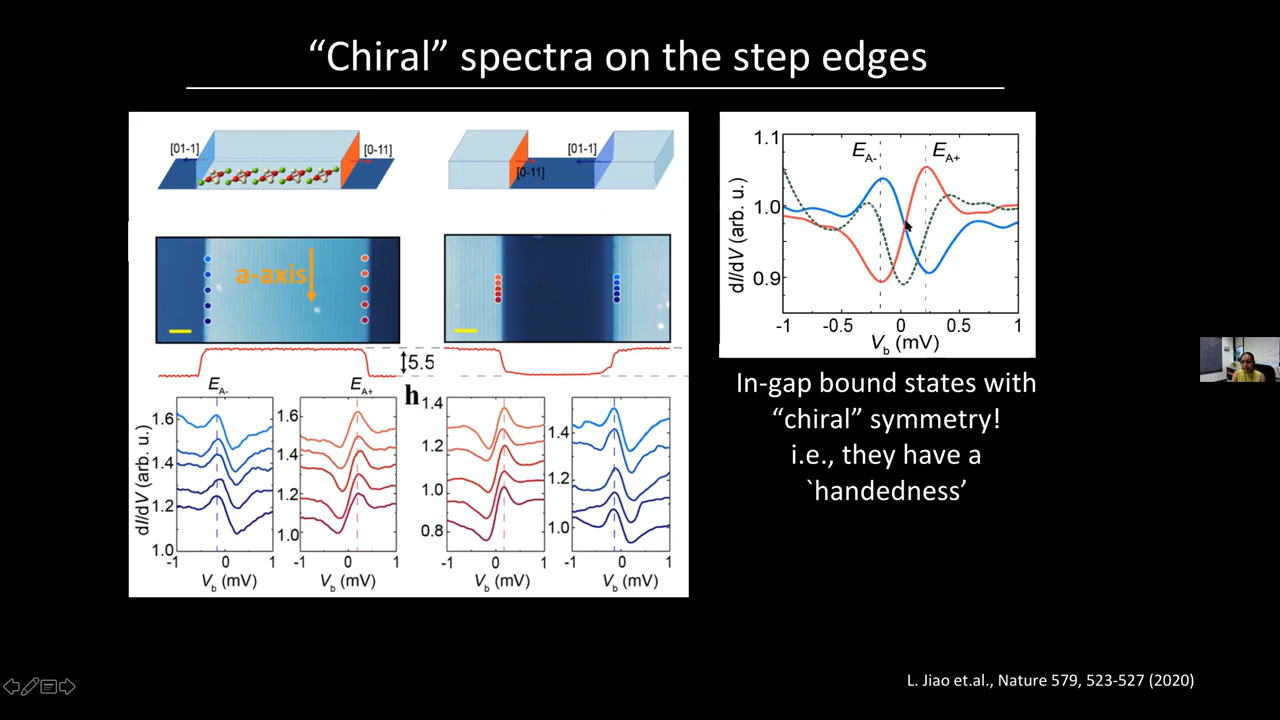 “Chiral” spectra on the step edges
[01-1]
[0-11]
[01-1]
[0-11]
a-axis
5.5
E_A-
E_A+
h
dI/dV (arb. u.)
1.6
1.4
1.2
1.0
-1 0 1
V_b (mV)
1.6
1.4
1.2
1.0
-1 0 1
V_b (mV)
1.4
1.2
1.0
0.8
-1 0 1
V_b (mV)
1.4
1.2
1.0
-1 0 1
V_b (mV)
E_A-
E_A+
dI/dV (arb. u.)
1.1
1.0
0.9
-1 -0.5 0 0.5 1
V_b (mV)
In-gap bound states with
“chiral” symmetry!
i.e., they have a
`handedness’
L. Jiao et.al., Nature 579, 523-527 (2020)